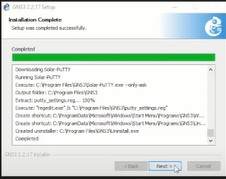 GNS3 2.2.17 Setup
Installation Complete
Setup was completed successfully.
Completed
Downloading Solar-PuTTY
Running Solar-PuTTY
Execute: C:\Program Files\GNS3\Solar-PuTTY.exe --only-ask
Output folder: C:\Program Files\GNS3
Extract: putty_settings.reg... 100%
Execute: "regedit.exe" /s "C:\Program Files\GNS3\putty_settings.reg"
Create shortcut: C:\ProgramData\Microsoft\Windows\Start Menu\Programs\GNS3\
Create shortcut: C:\ProgramData\Microsoft\Windows\Start Menu\Programs\GNS3\
Created uninstaller: C:\Program Files\GNS3\Uninstall.exe
Completed
GNS3 2.2.17 Installer
< Back
Next >
Cancel